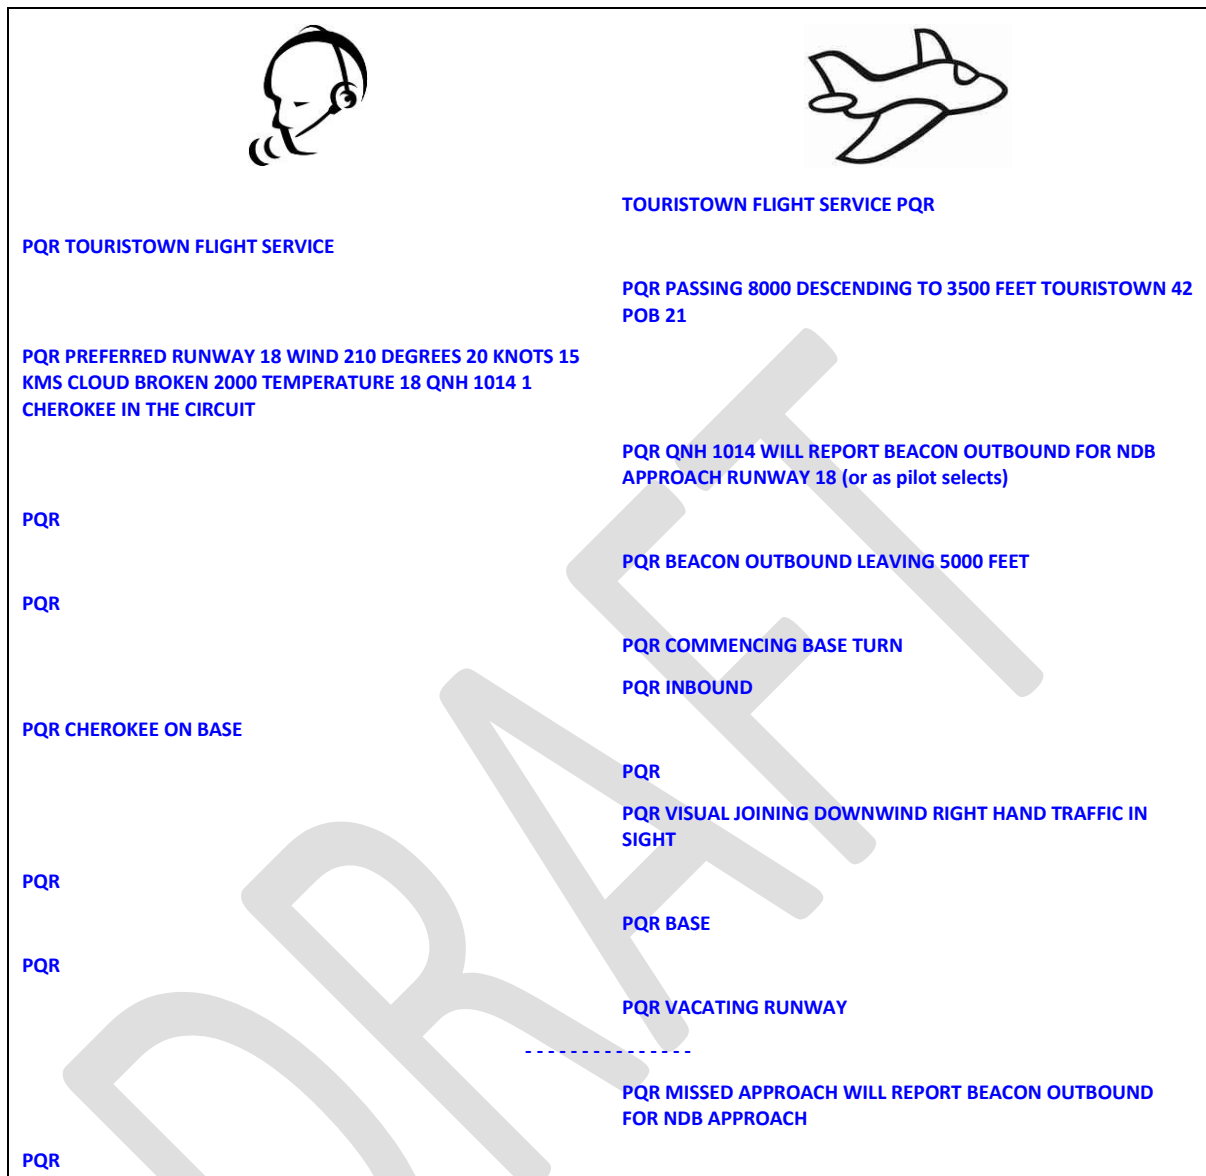 TOURISTOWN FLIGHT SERVICE PQR
PQR TOURISTOWN FLIGHT SERVICE
PQR PASSING 8000 DESCENDING TO 3500 FEET TOURISTOWN 42
POB 21
PQR PREFERRED RUNWAY 18 WIND 210 DEGREES 20 KNOTS 15
KMS CLOUD BROKEN 2000 TEMPERATURE 18 QNH 1014 1
CHEROKEE IN THE CIRCUIT
PQR QNH 1014 WILL REPORT BEACON OUTBOUND FOR NDB
APPROACH RUNWAY 18 (or as pilot selects)
PQR
PQR BEACON OUTBOUND LEAVING 5000 FEET
PQR
PQR COMMENCING BASE TURN
PQR INBOUND
PQR CHEROKEE ON BASE
PQR
PQR VISUAL JOINING DOWNWIND RIGHT HAND TRAFFIC IN
SIGHT
PQR
PQR BASE
PQR
PQR VACATING RUNWAY
- - - - - - - - - - - - - - -
PQR MISSED APPROACH WILL REPORT BEACON OUTBOUND
FOR NDB APPROACH
PQR
DRAFT